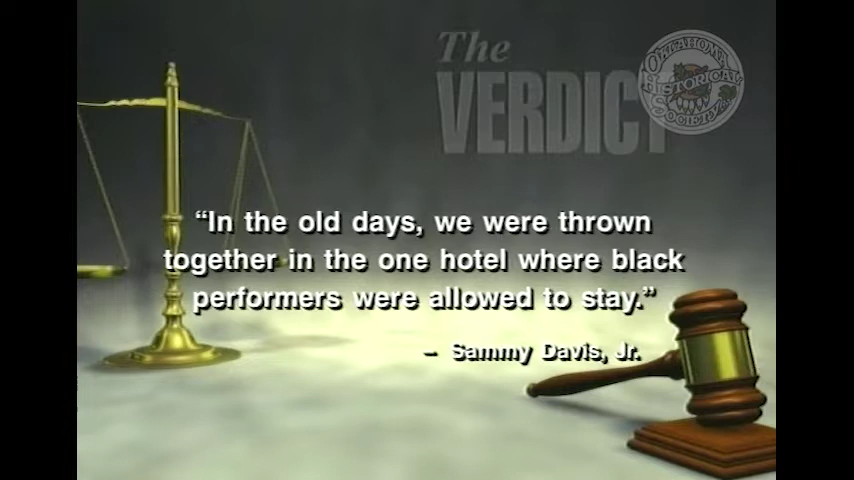 The
VERDICT
OKLAHOMA
HISTORICAL
SOCIETY
“In the old days, we were thrown
together in the one hotel where black
performers were allowed to stay.”
– Sammy Davis, Jr.